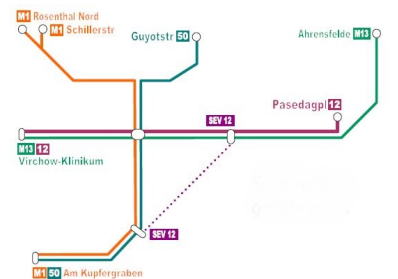 M1 Rosenthal Nord
M1 Schillerstr
Guyotstr 50
Ahrensfelde M13
Pasedagpl 12
SEV 12
M13 12
Virchow-Klinikum
SEV 12
M1 50 Am Kupfergraben